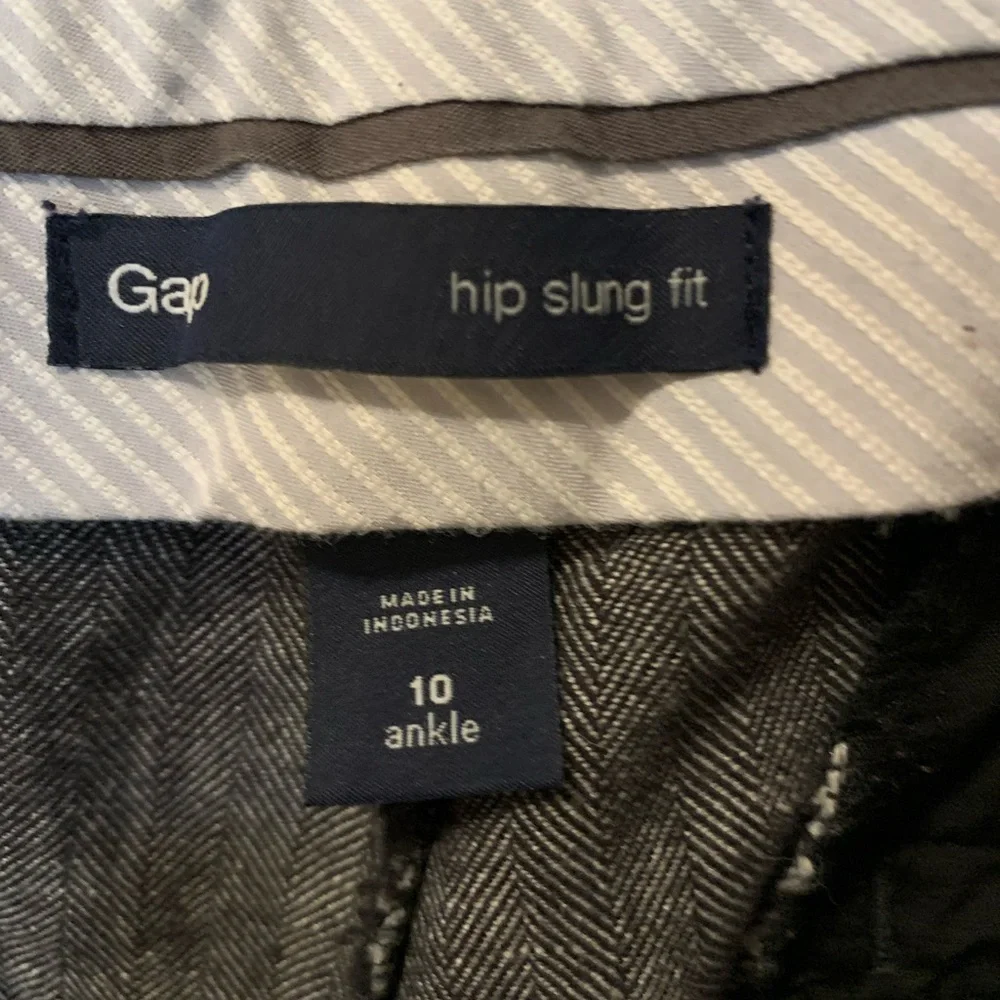 Gap hip slung fit
MADE IN
INDONESIA
10
ankle